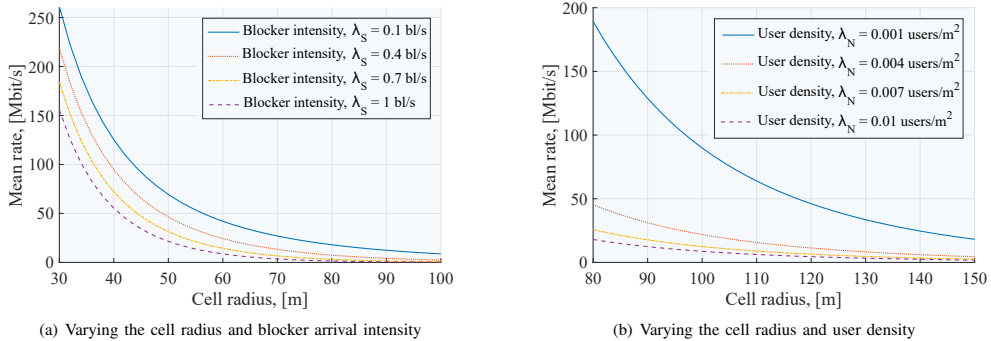 250
200
150
100
50
0
Mean rate, [Mbit/s]
30 40 50 60 70 80 90 100
Cell radius, [m]
Blocker intensity, λS = 0.1 bl/s
Blocker intensity, λS = 0.4 bl/s
Blocker intensity, λS = 0.7 bl/s
Blocker intensity, λS = 1 bl/s
(a) Varying the cell radius and blocker arrival intensity
200
150
100
50
0
Mean rate, [Mbit/s]
80 90 100 110 120 130 140 150
Cell radius, [m]
User density, λN = 0.001 users/m²
User density, λN = 0.004 users/m²
User density, λN = 0.007 users/m²
User density, λN = 0.01 users/m²
(b) Varying the cell radius and user density